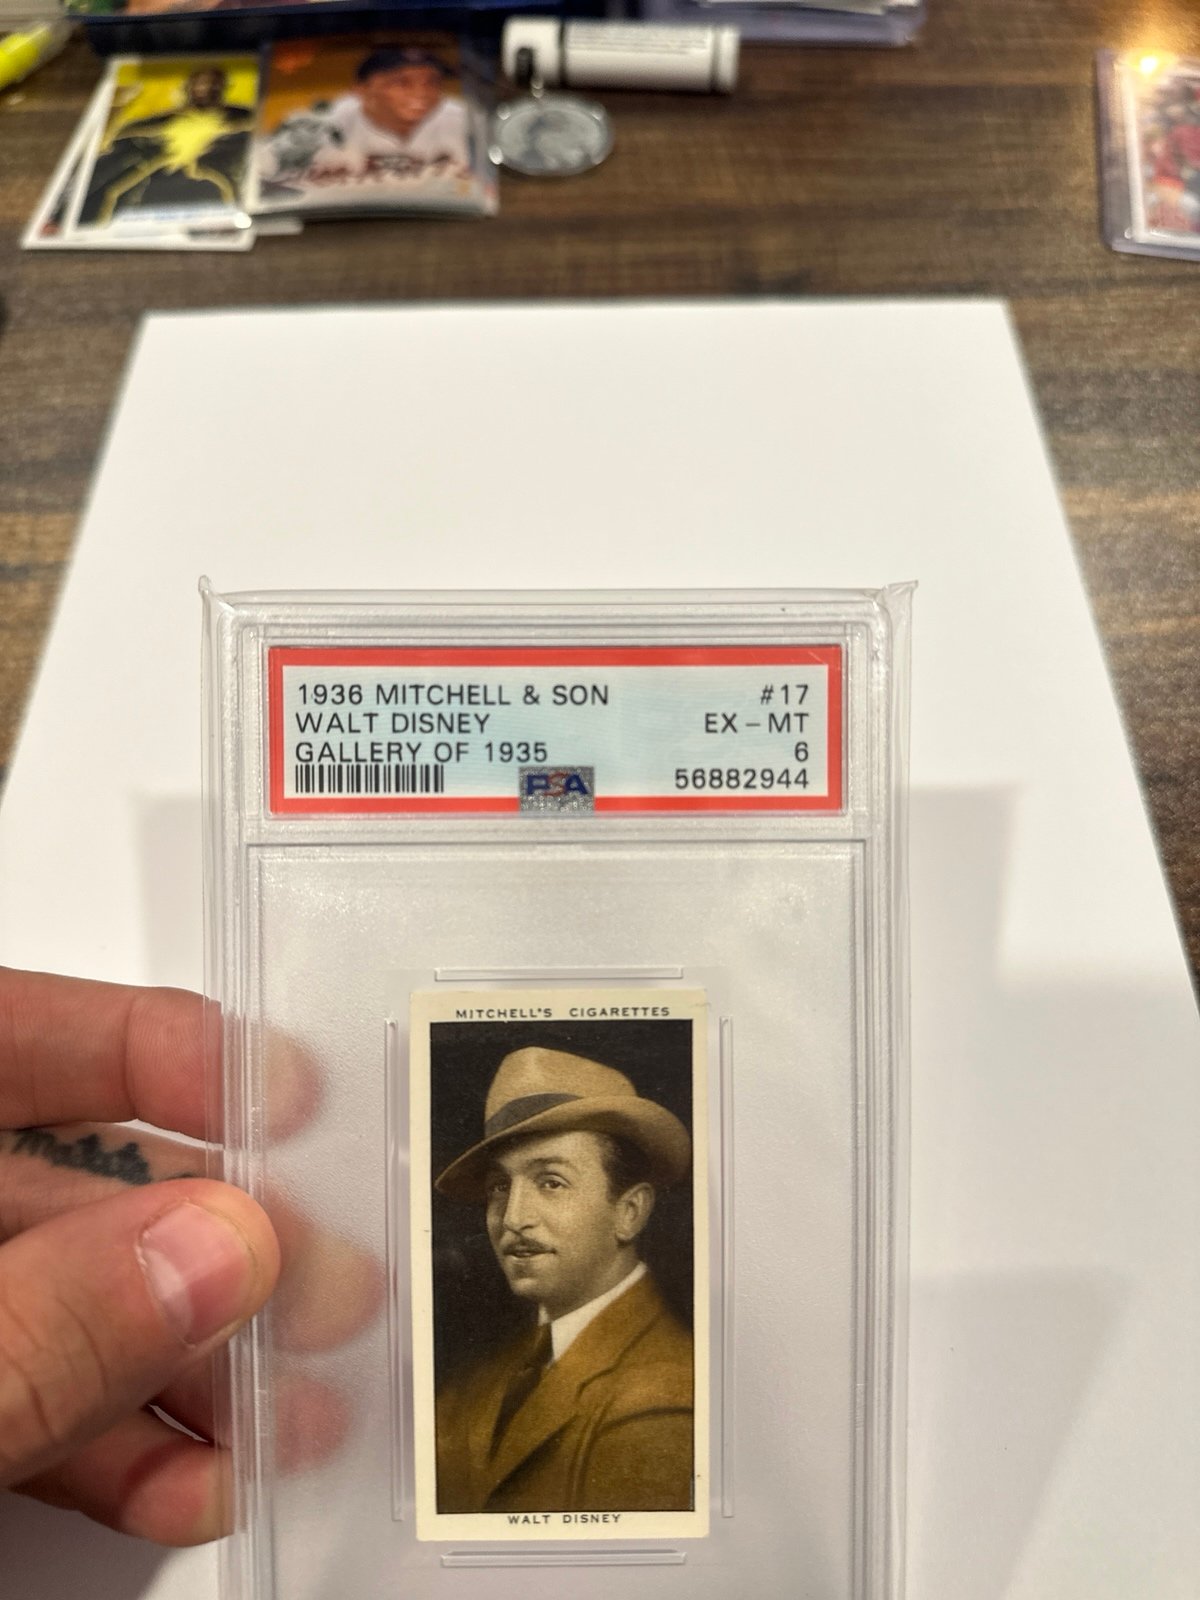 1936 MITCHELL & SON #17
WALT DISNEY EX - MT
GALLERY OF 1935 6
PSA 56882944
MITCHELL'S CIGARETTES
WALT DISNEY